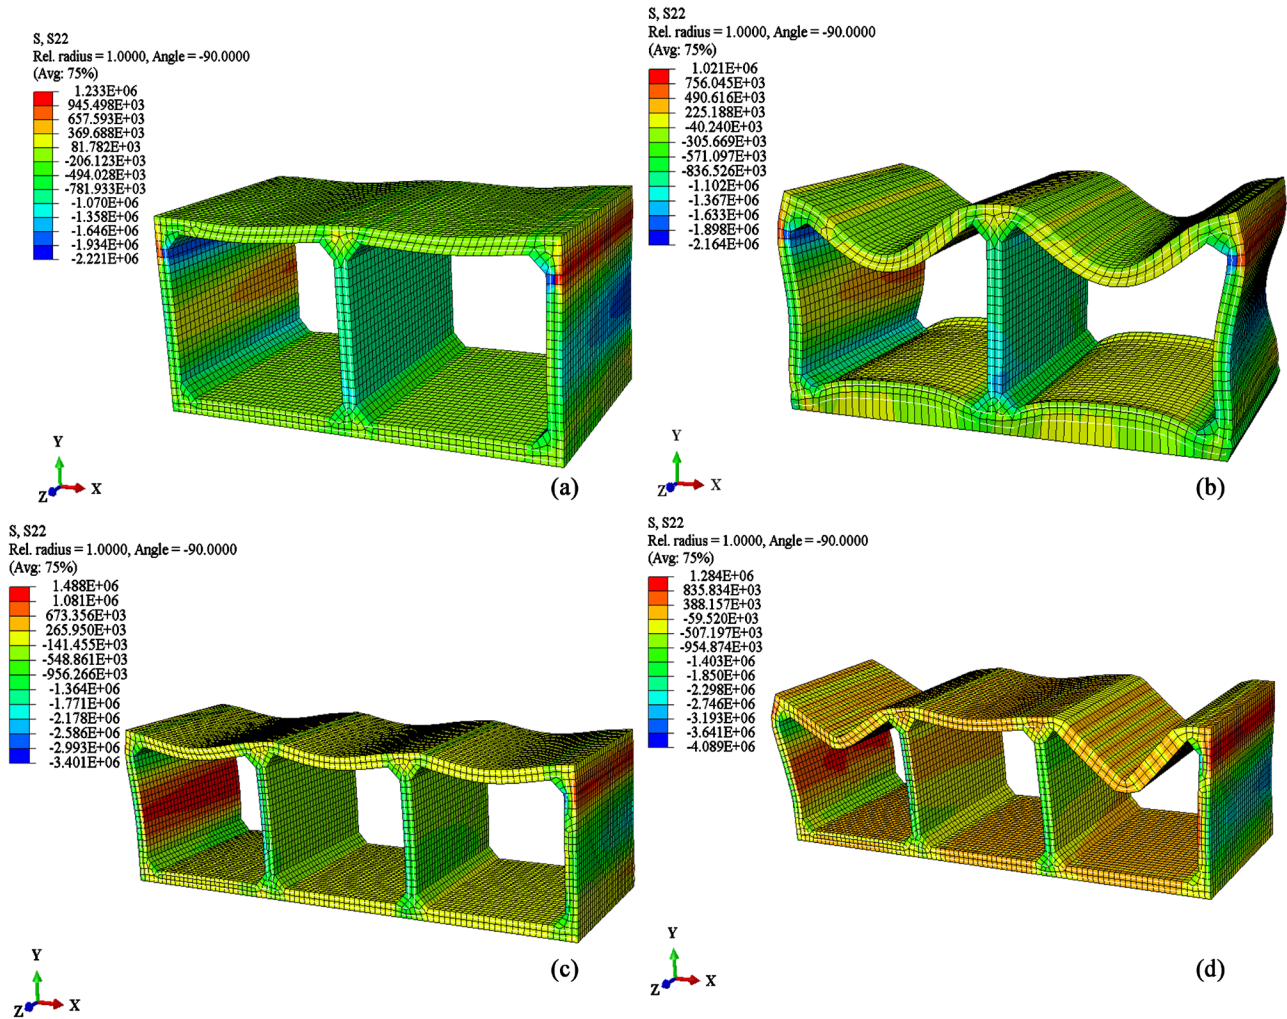 S, S22
Rel. radius = 1.0000, Angle = -90.0000
(Avg: 75%)
1.233E+06
945.498E+03
657.593E+03
369.688E+03
81.782E+03
-206.123E+03
-494.028E+03
-781.933E+03
-1.070E+06
-1.358E+06
-1.646E+06
-1.934E+06
-2.221E+06
Y
Z X
(a)
S, S22
Rel. radius = 1.0000, Angle = -90.0000
(Avg: 75%)
1.021E+06
756.045E+03
490.616E+03
225.188E+03
-40.240E+03
-305.669E+03
-571.097E+03
-836.526E+03
-1.102E+06
-1.367E+06
-1.633E+06
-1.898E+06
-2.164E+06
Y
Z X
(b)
S, S22
Rel. radius = 1.0000, Angle = -90.0000
(Avg: 75%)
1.488E+06
1.081E+06
673.356E+03
265.950E+03
-141.455E+03
-548.861E+03
-956.266E+03
-1.364E+06
-1.771E+06
-2.178E+06
-2.586E+06
-2.993E+06
-3.401E+06
Y
Z X
(c)
S, S22
Rel. radius = 1.0000, Angle = -90.0000
(Avg: 75%)
1.284E+06
835.834E+03
388.157E+03
-59.520E+03
-507.197E+03
-954.874E+03
-1.403E+06
-1.850E+06
-2.298E+06
-2.746E+06
-3.193E+06
-3.641E+06
-4.089E+06
Y
Z X
(d)